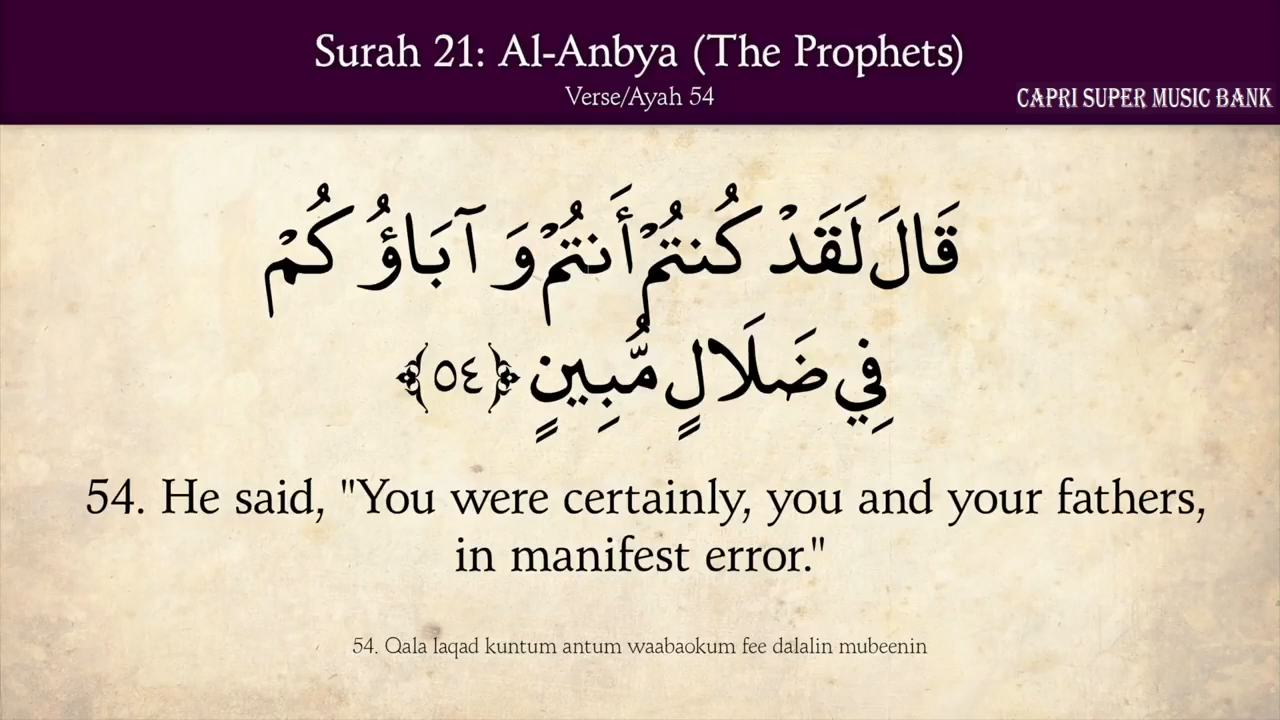 Surah 21: Al-Anbya (The Prophets)
Verse/Ayah 54
CAPRI SUPER MUSIC BANK
قَالَ لَقَدْ كُنتُمْ أَنتُمْ وَآبَاؤُكُمْ
فِي ضَلَالٍ مُّبِينٍ ﴿٥٤﴾
54. He said, "You were certainly, you and your fathers,
in manifest error."
54. Qala laqad kuntum antum waabaokum fee dalalin mubeenin